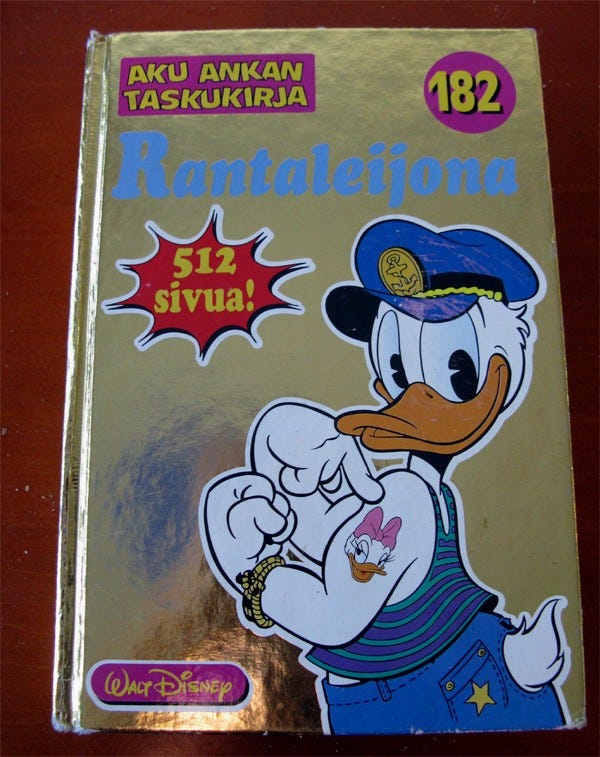 AKU ANKAN
TASKUKIRJA
182
Rantaleijona
512
sivua!
WALT DISNEY